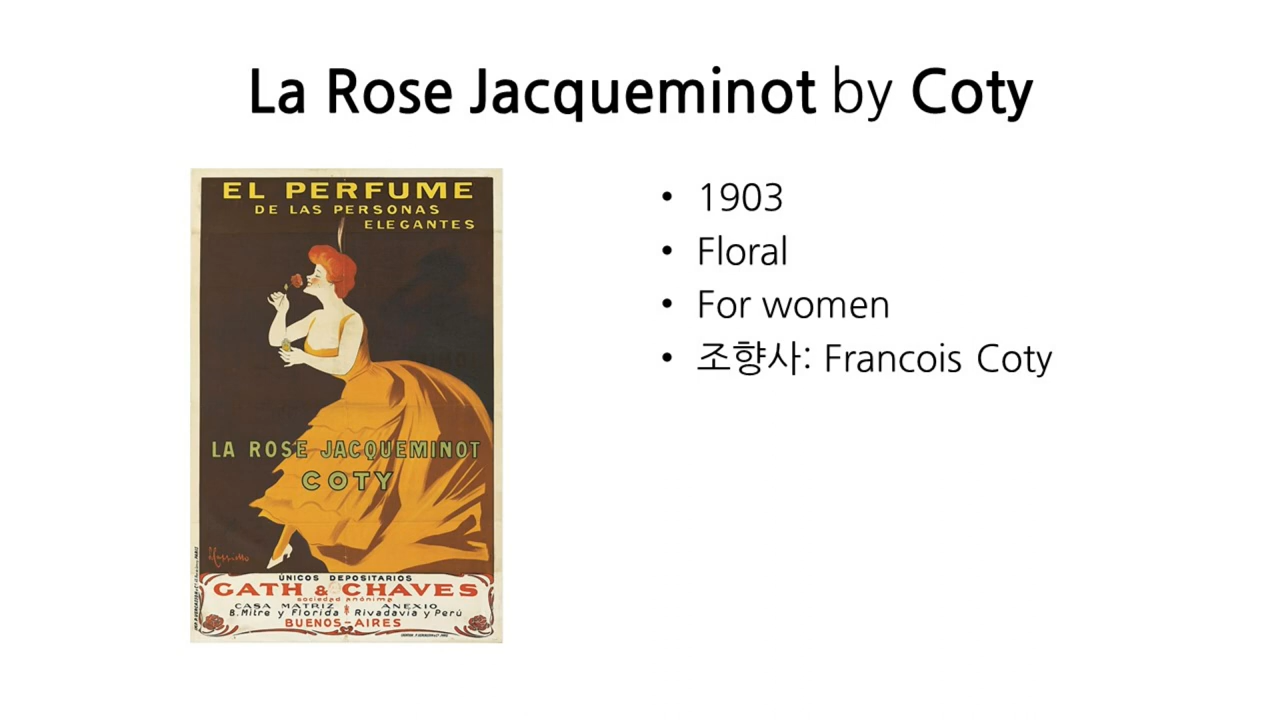 La Rose Jacqueminot by Coty
EL PERFUME
DE LAS PERSONAS
ELEGANTES
LA ROSE JACQUEMINOT
COTY
ÚNICOS DEPOSITARIOS
GATH & CHAVES
sociedad anónima
CASA MATRIZ ANEXIO
B. Mitre y Florida Rivadavia y Perú
BUENOS-AIRES
• 1903
• Floral
• For women
• 조향사: Francois Coty